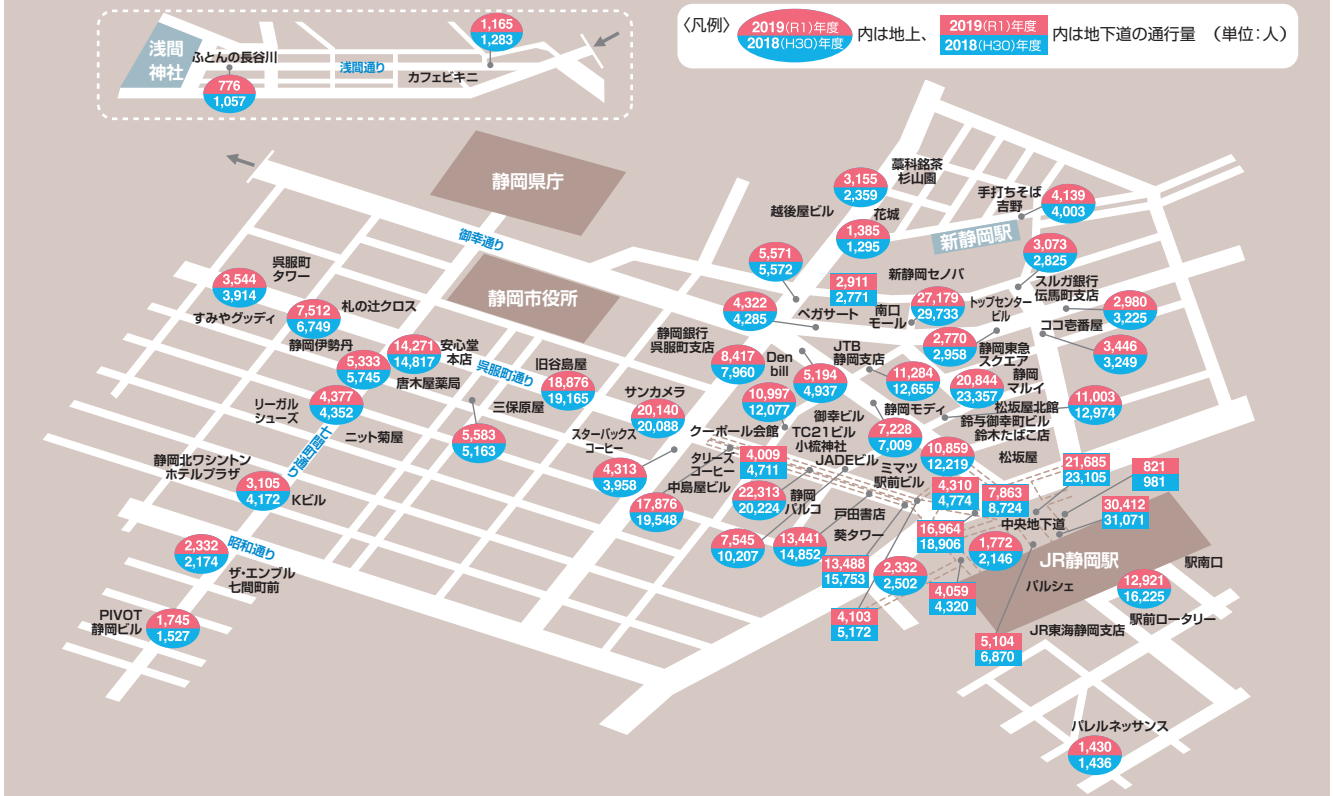 〈凡例〉
2019(R1)年度
2018(H30)年度
内は地上、
2019(R1)年度
2018(H30)年度
内は地下道の通行量 (単位:人)
浅間
神社
ふとんの長谷川
776
1,057
浅間通り
1,165
1,283
カフェビキニ
静岡県庁
御幸通り
静岡市役所
呉服町
タワー
3,544
3,914
すみやグッディ
7,512
6,749
札の辻クロス
静岡伊勢丹
5,333
5,745
14,271
14,817
安心堂
本店
唐木屋薬局
呉服町通り
旧谷島屋
18,876
19,165
三保原屋
5,583
5,163
リーガル
シューズ
4,377
4,352
ニット菊屋
七間町通り
静岡北ワシントン
ホテルプラザ
3,105
4,172
Kビル
2,332
2,174
昭和通り
ザ・エンブル
七間町前
PIVOT
静岡ビル
1,745
1,527
藁科銘茶
杉山園
3,155
2,359
越後屋ビル
花城
1,385
1,295
手打ちそば
吉野
4,139
4,003
新静岡駅
5,571
5,572
3,073
2,825
スルガ銀行
伝馬町支店
2,911
2,771
新静岡セノバ
4,322
4,285
ペガサート
南口
モール
27,179
29,733
トップセンター
ビル
2,980
3,225
ココ壱番屋
3,446
3,249
静岡銀行
呉服町支店
8,417
7,960
Den
bill
5,194
4,937
JTB
静岡支店
2,770
2,958
静岡東急
スクエア
11,284
12,655
20,844
23,357
静岡
マルイ
11,003
12,974
サンカメラ
20,140
20,088
10,997
12,077
御幸ビル
静岡モディ
松坂屋北館
鈴与御幸町ビル
鈴木たばこ店
スターバックス
コーヒー
クーポール会館
TC21ビル
小梳神社
7,228
7,009
4,313
3,958
タリーズ
コーヒー
4,009
4,711
JADEビル
ミマツ
駅前ビル
10,859
12,219
松坂屋
21,685
23,105
821
981
中島屋ビル
17,876
19,548
22,313
20,224
静岡
パルコ
戸田書店
4,310
4,774
7,863
8,724
中央地下道
30,412
31,071
葵タワー
16,964
18,906
7,545
10,207
13,441
14,852
1,772
2,146
JR静岡駅
13,488
15,753
2,332
2,502
4,059
4,320
パルシェ
駅南口
12,921
16,225
駅前ロータリー
4,103
5,172
5,104
6,870
JR東海静岡支店
パレルネッサンス
1,430
1,436